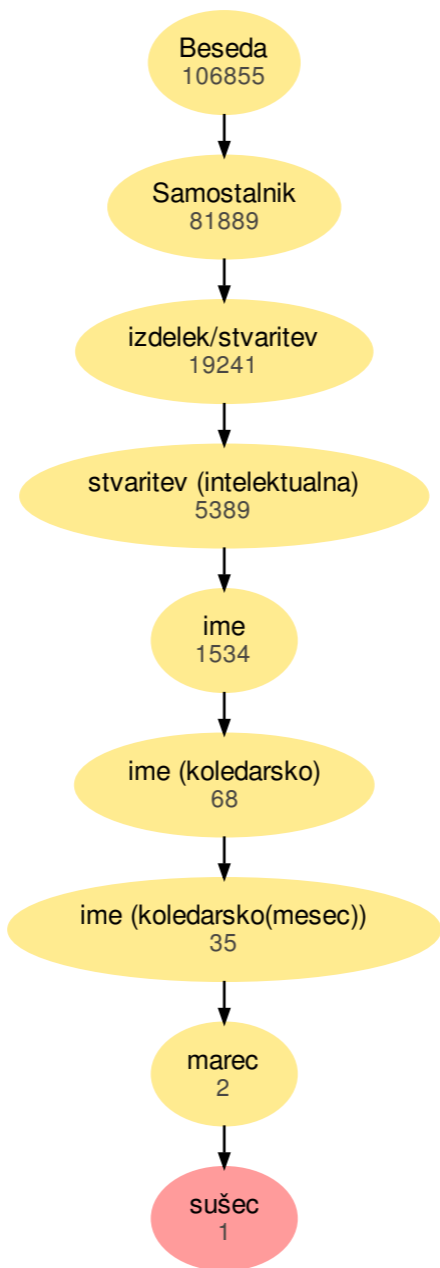 Beseda
106855
Samostalnik
81889
izdelek/stvaritev
19241
stvaritev (intelektualna)
5389
ime
1534
ime (koledarsko)
68
ime (koledarsko(mesec))
35
marec
2
sušec
1